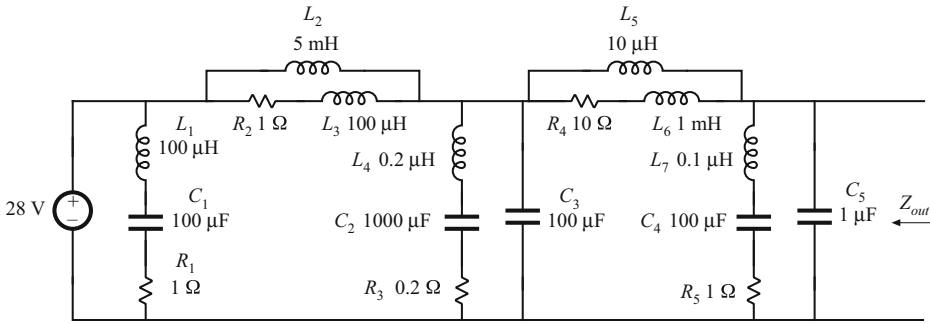 L2
5 mH
L5
10 µH
R2 1 Ω
L3 100 µH
R4 10 Ω
L6 1 mH
L1
100 µH
L4 0.2 µH
L7 0.1 µH
28 V
+
−
C1
100 µF
C2 1000 µF
C3
100 µF
C4 100 µF
C5
1 µF
Zout
R1
1 Ω
R3 0.2 Ω
R5 1 Ω